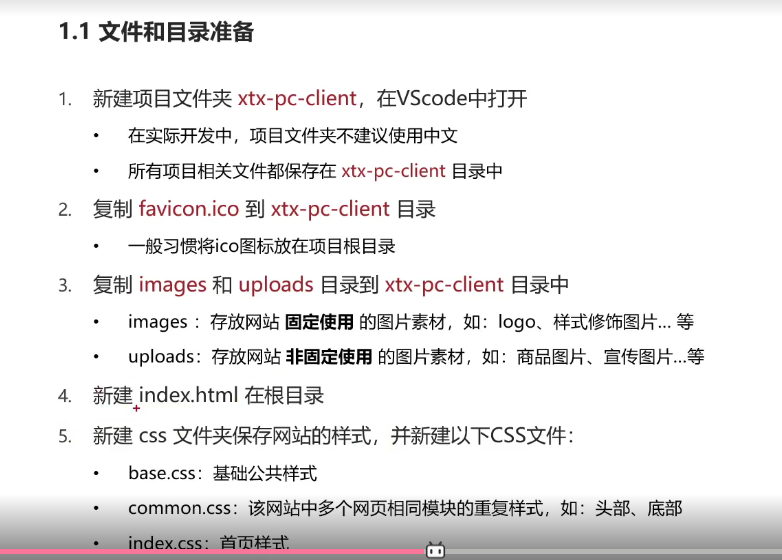 1.1 文件和目录准备
1. 新建项目文件夹 xtx-pc-client，在VScode中打开
• 在实际开发中，项目文件夹不建议使用中文
• 所有项目相关文件都保存在 xtx-pc-client 目录中
2. 复制 favicon.ico 到 xtx-pc-client 目录
• 一般习惯将ico图标放在项目根目录
3. 复制 images 和 uploads 目录到 xtx-pc-client 目录中
• images ：存放网站 固定使用 的图片素材，如：logo、样式修饰图片... 等
• uploads：存放网站 非固定使用 的图片素材，如：商品图片、宣传图片...等
4. 新建 index.html 在根目录
5. 新建 css 文件夹保存网站的样式，并新建以下CSS文件：
• base.css：基础公共样式
• common.css：该网站中多个网页相同模块的重复样式，如：头部、底部
• index.css：首页样式